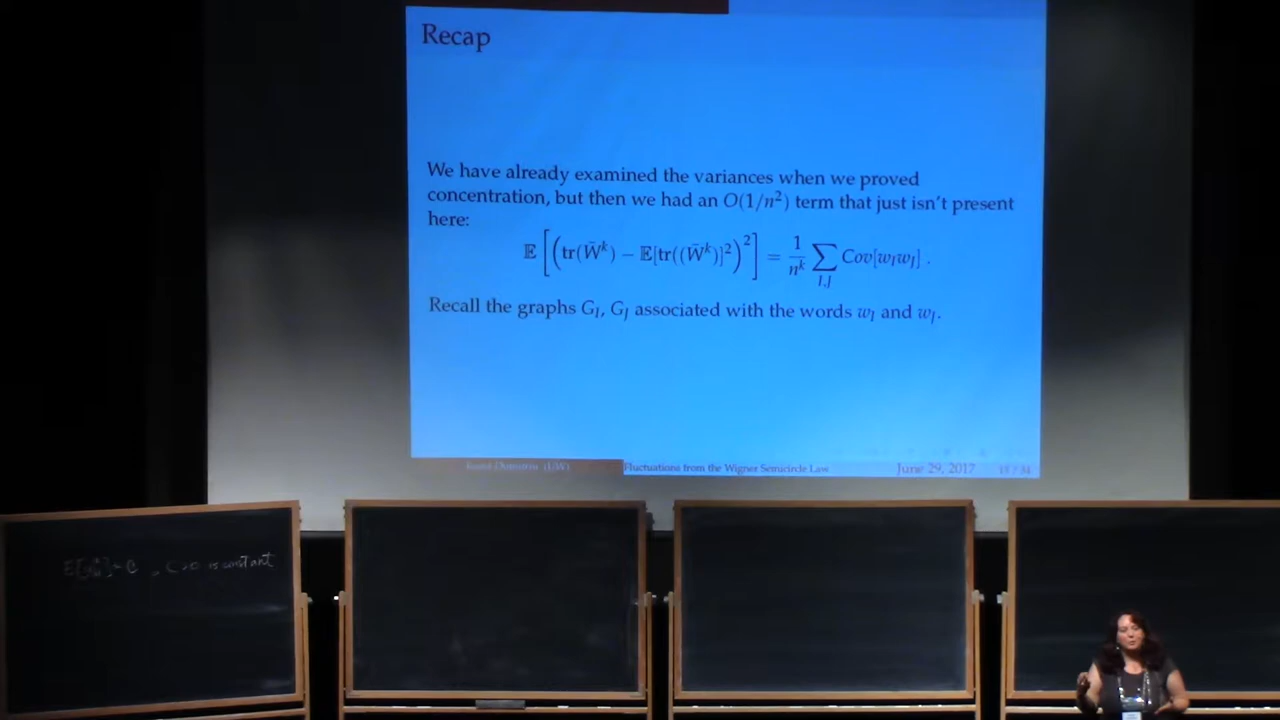 Recap
We have already examined the variances when we proved
concentration, but then we had an O(1/n²) term that just isn't present
here:
𝔼[(tr(W̄ᵏ) − 𝔼[tr((W̄ᵏ)]²)²] = 1/nᵏ ∑_{I,J} Cov[w_I w_J] .
Recall the graphs G_I, G_J associated with the words w_I and w_J.
Fluctuations from the Wigner Semicircle Law June 29, 2017
is constant